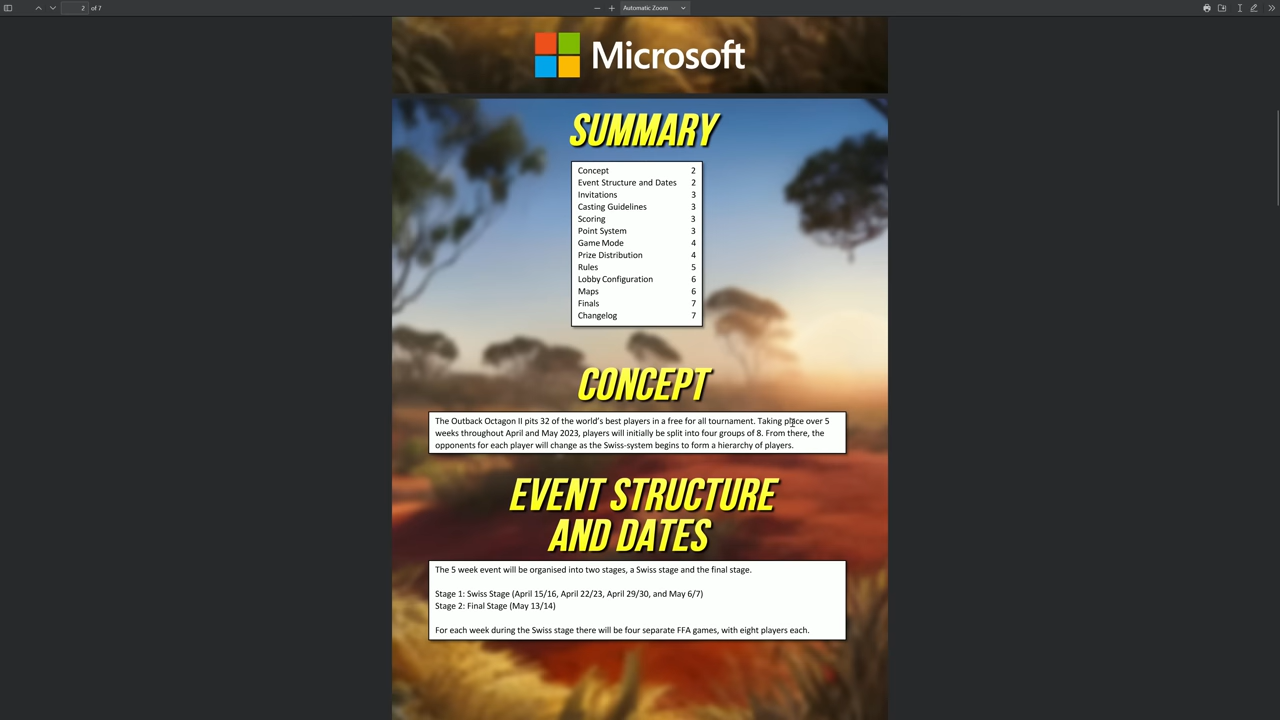 2 of 7
Automatic Zoom
Microsoft
SUMMARY
Concept 2
Event Structure and Dates 2
Invitations 3
Casting Guidelines 3
Scoring 3
Point System 3
Game Mode 4
Prize Distribution 4
Rules 5
Lobby Configuration 6
Maps 6
Finals 7
Changelog 7
CONCEPT
The Outback Octagon II pits 32 of the world's best players in a free for all tournament. Taking place over 5
weeks throughout April and May 2023, players will initially be split into four groups of 8. From there, the
opponents for each player will change as the Swiss-system begins to form a hierarchy of players.
EVENT STRUCTURE
AND DATES
The 5 week event will be organised into two stages, a Swiss stage and the final stage.
Stage 1: Swiss Stage (April 15/16, April 22/23, April 29/30, and May 6/7)
Stage 2: Final Stage (May 13/14)
For each week during the Swiss stage there will be four separate FFA games, with eight players each.